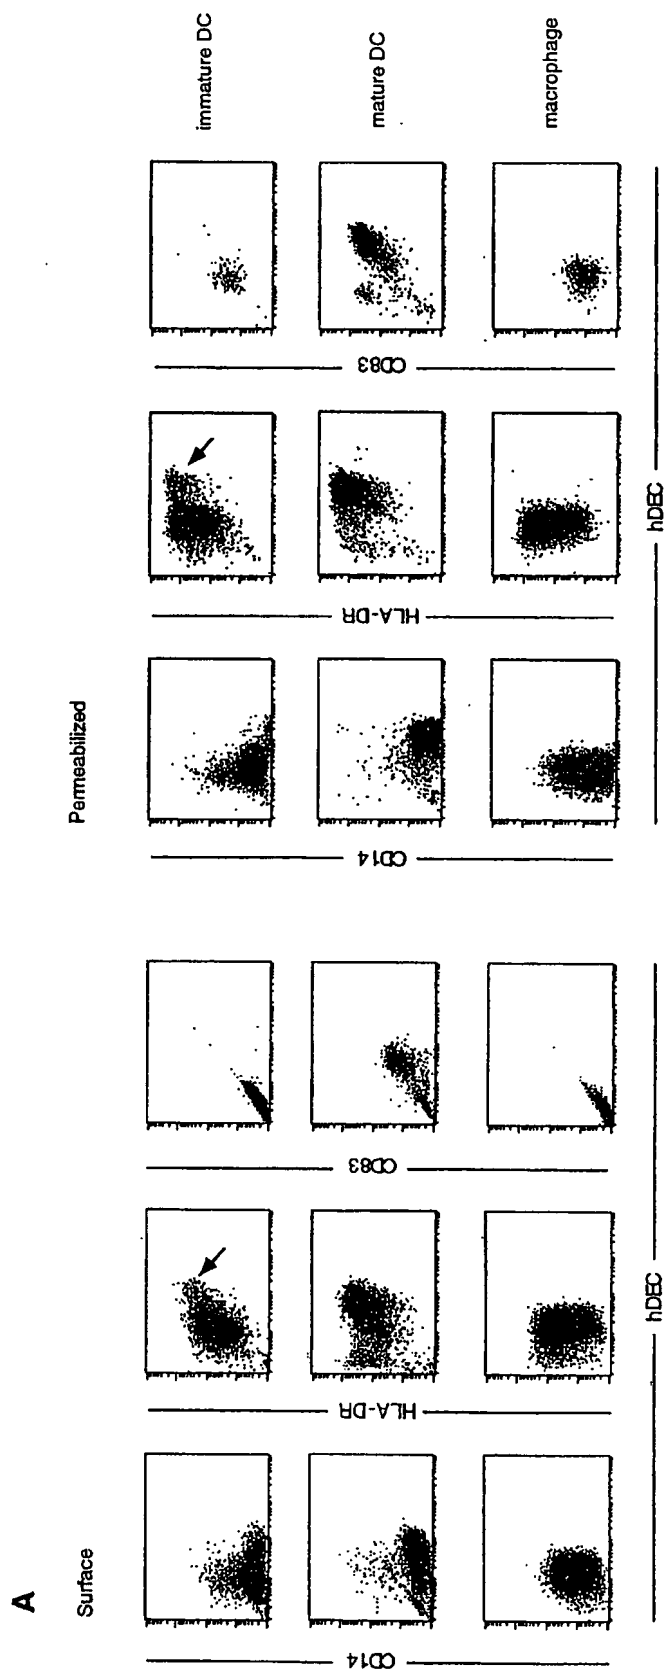 A
Surface
Permeabilized
CD14
HLA-DR
CD83
CD14
HLA-DR
CD83
immature DC
mature DC
macrophage
hDEC
hDEC